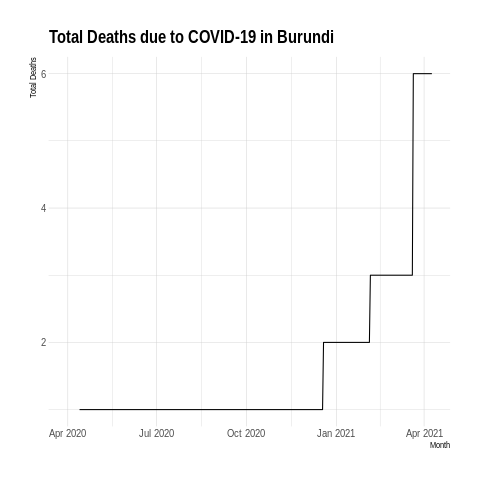 Total Deaths due to COVID-19 in Burundi
Total Deaths
6
4
2
Apr 2020
Jul 2020
Oct 2020
Jan 2021
Apr 2021
Month